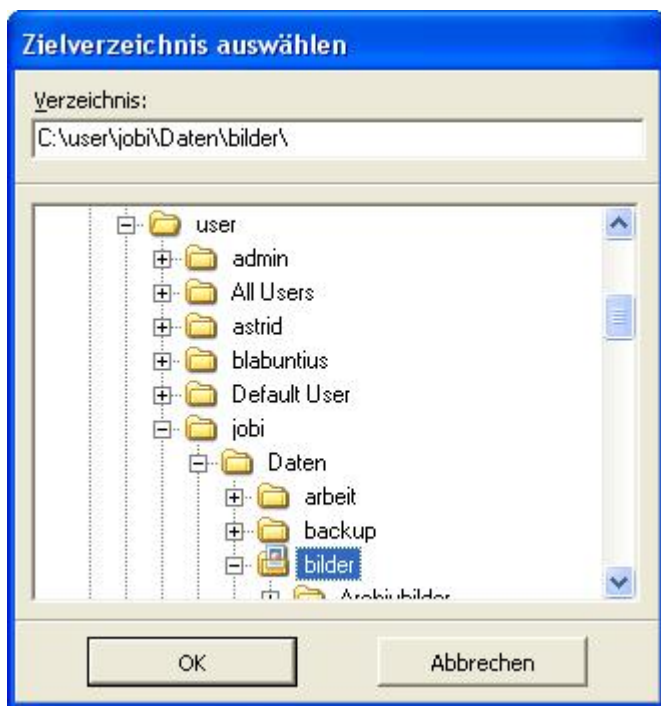 Zielverzeichnis auswählen
Verzeichnis:
C:\user\jobi\Daten\bilder\
user
admin
All Users
astrid
blabuntius
Default User
jobi
Daten
arbeit
backup
bilder
Archivbilder
OK
Abbrechen